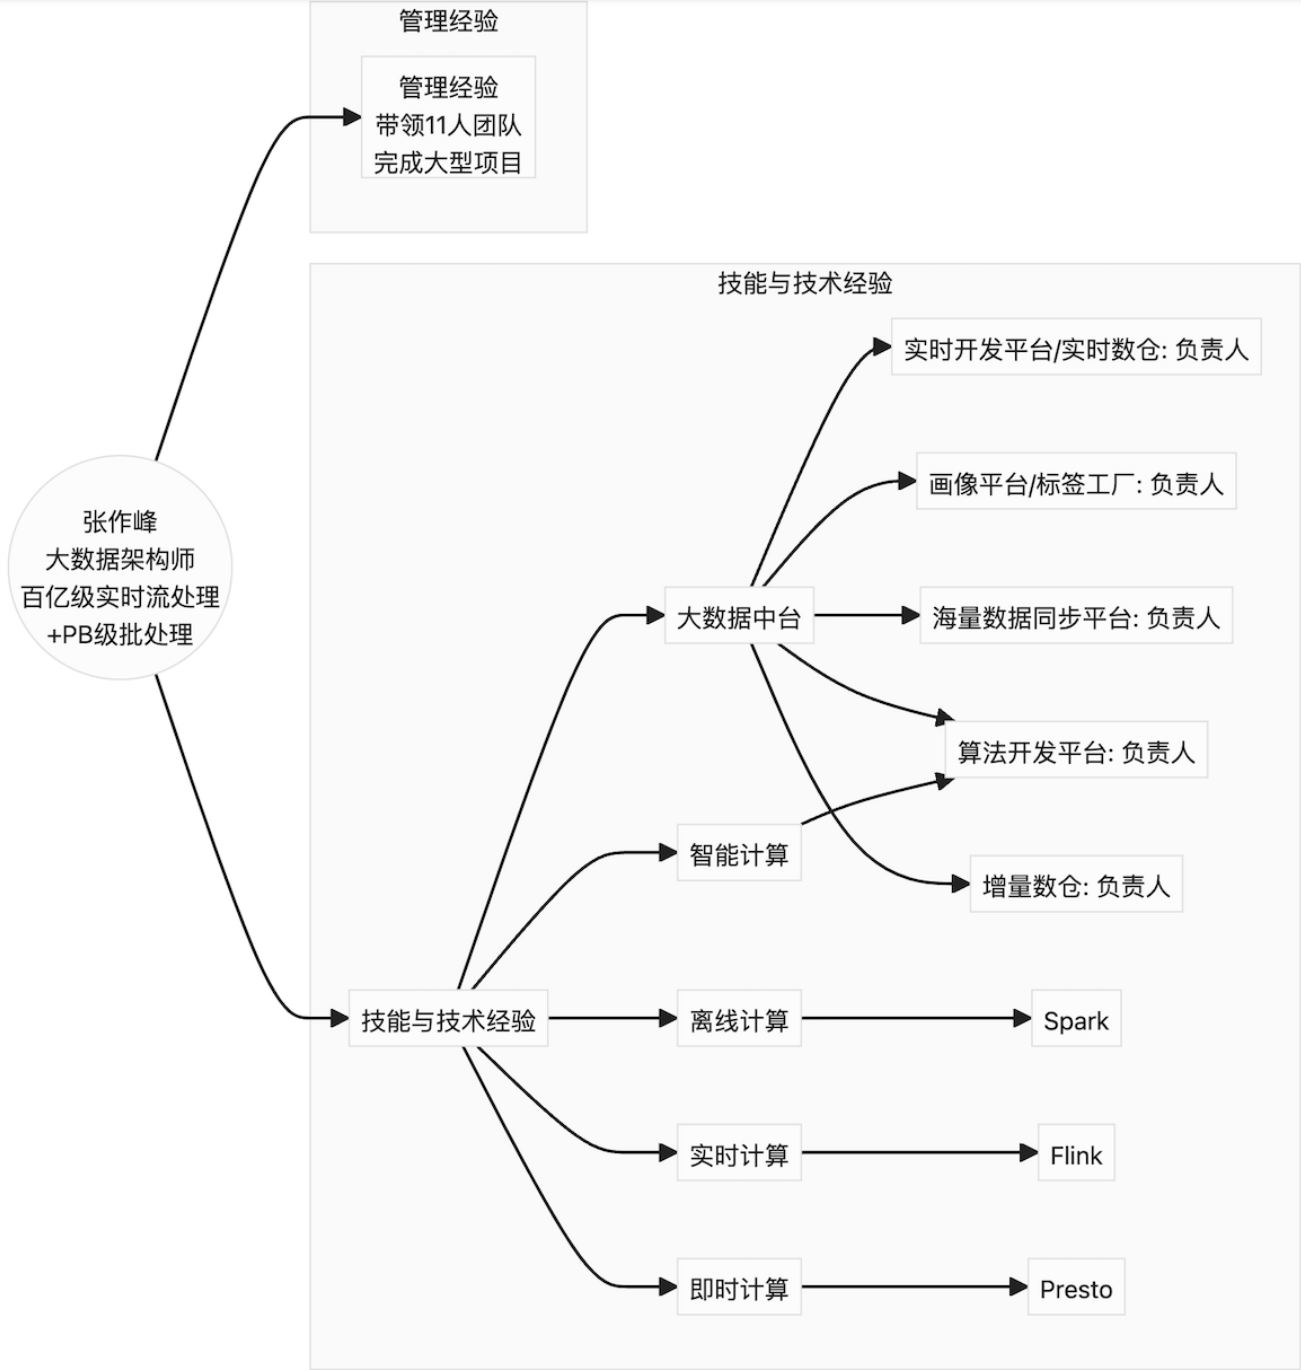 管理经验
管理经验
带领11人团队
完成大型项目
张作峰
大数据架构师
百亿级实时流处理
+PB级批处理
技能与技术经验
技能与技术经验
大数据中台
实时开发平台/实时数仓: 负责人
画像平台/标签工厂: 负责人
海量数据同步平台: 负责人
算法开发平台: 负责人
增量数仓: 负责人
智能计算
离线计算
Spark
实时计算
Flink
即时计算
Presto